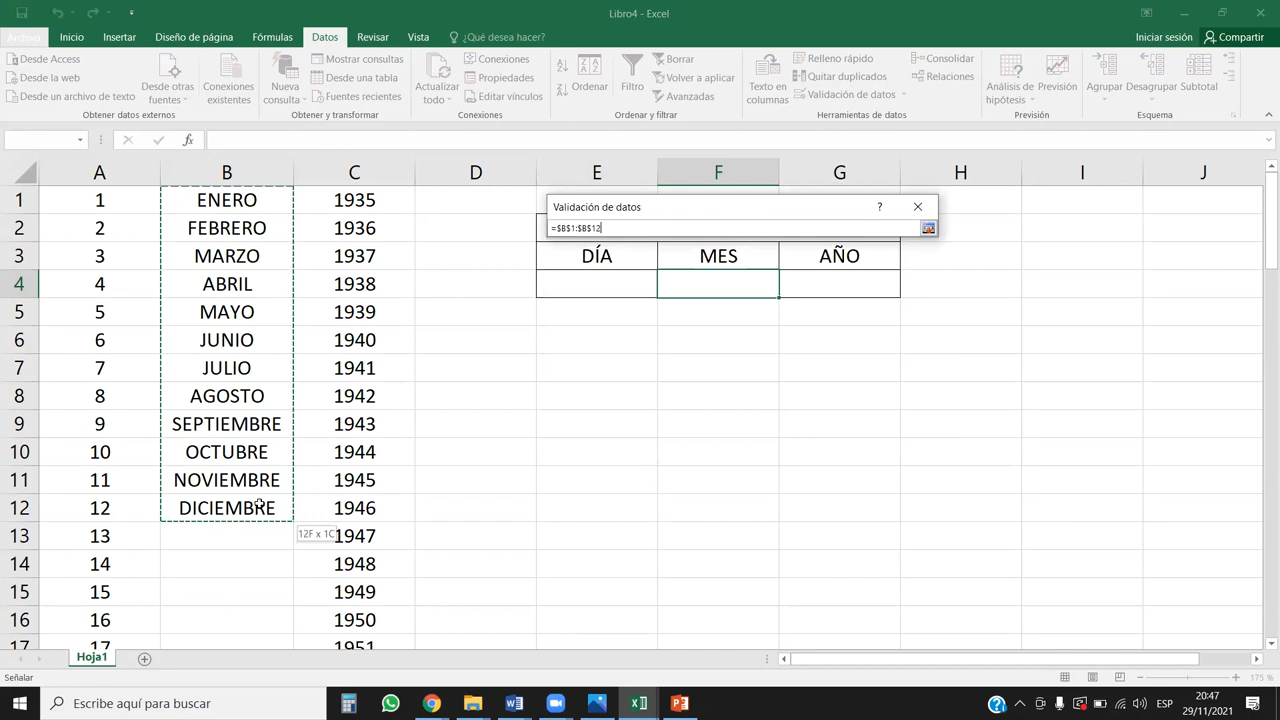 Libro4 - Excel
Archivo Inicio Insertar Diseño de página Fórmulas Datos Revisar Vista ¿Qué desea hacer? Iniciar sesión Compartir
Desde Access
Desde la web
Desde un archivo de texto
Desde otras fuentes
Conexiones existentes
Obtener datos externos
Nueva consulta
Mostrar consultas
Desde una tabla
Fuentes recientes
Obtener y transformar
Actualizar todo
Conexiones
Propiedades
Editar vínculos
Conexiones
Ordenar
Filtro
Borrar
Volver a aplicar
Avanzadas
Ordenar y filtrar
Texto en columnas
Relleno rápido
Quitar duplicados
Validación de datos
Consolidar
Relaciones
Herramientas de datos
Análisis de hipótesis
Previsión
Previsión
Agrupar
Desagrupar
Subtotal
Esquema
fx
A B C D E F G H I J
1 1 ENERO 1935
2 2 FEBRERO 1936
3 3 MARZO 1937 DÍA MES AÑO
4 4 ABRIL 1938
5 5 MAYO 1939
6 6 JUNIO 1940
7 7 JULIO 1941
8 8 AGOSTO 1942
9 9 SEPTIEMBRE 1943
10 10 OCTUBRE 1944
11 11 NOVIEMBRE 1945
12 12 DICIEMBRE 1946
13 13 1947
14 14 1948
15 15 1949
16 16 1950
17 17 1951
Validación de datos ?
=$B$1:$B$12
12F x 1C
Hoja1
Señalar 175 %
Escribe aquí para buscar
ESP
20:47
29/11/2021